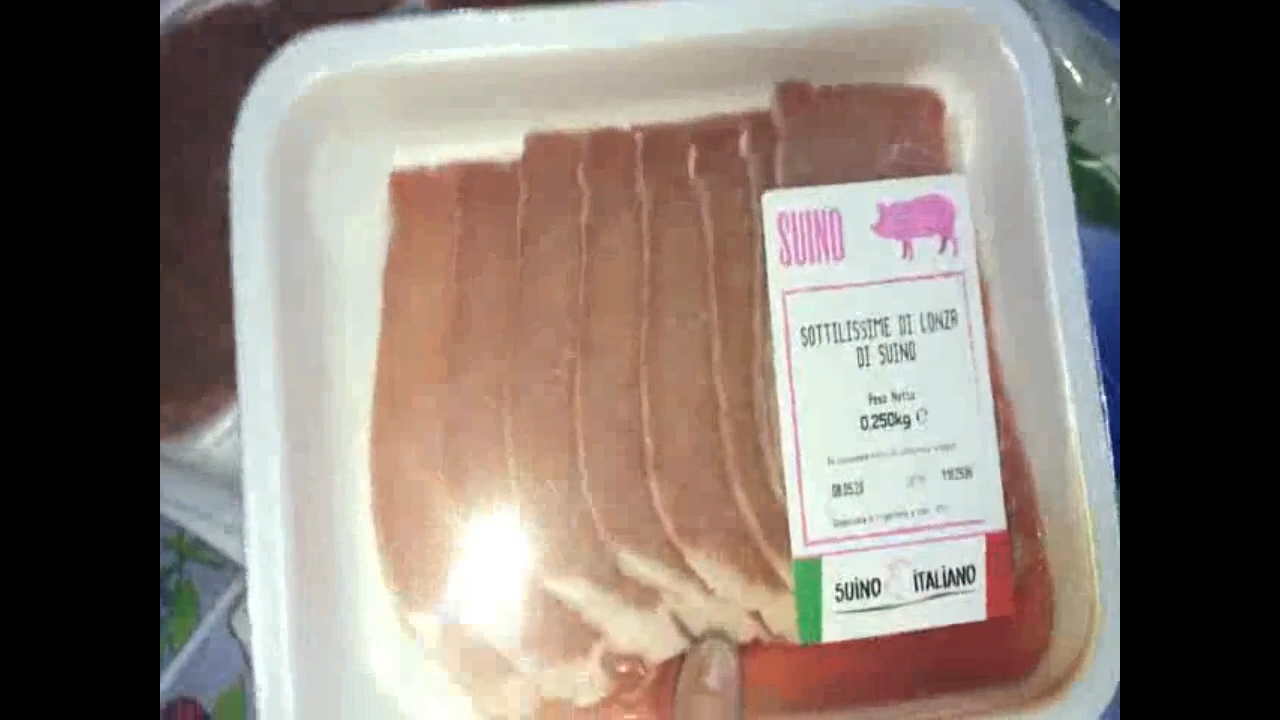 SUINO
SOTTILISSIME DI LONZA
DI SUINO
Peso Netto:
0,250kg ℮
SUINO ITALIANO